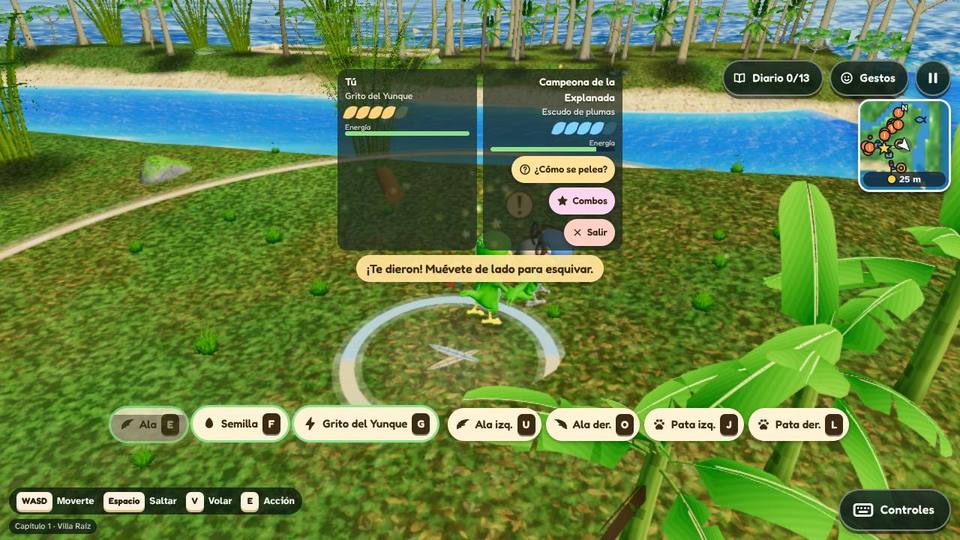 Diario 0/13
Gestos
Tú
Grito del Yunque
Energía
Campeona de la
Explanada
Escudo de plumas
Energía
¿Cómo se pelea?
Combos
Salir
N
25 m
¡Te dieron! Muévete de lado para esquivar.
Ala E
Semilla F
Grito del Yunque G
Ala izq. U
Ala der. O
Pata izq. J
Pata der. L
WASD Moverte Espacio Saltar V Volar E Acción
Capítulo 1 - Villa Raíz
Controles